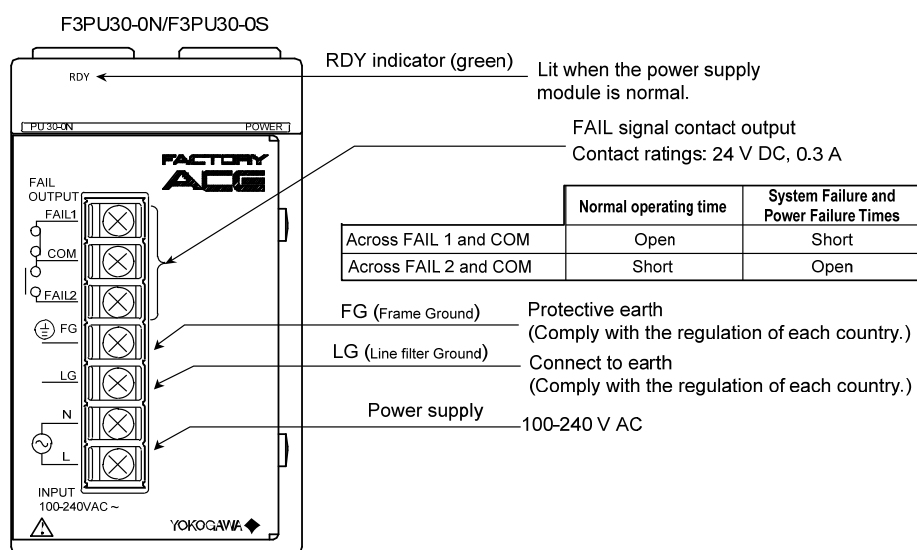 F3PU30-0N/F3PU30-0S
RDY
RDY indicator (green)
Lit when the power supply
module is normal.
PU30-0N
POWER
FACTORY
ACE
FAIL signal contact output
Contact ratings: 24 V DC, 0.3 A
FAIL
OUTPUT
FAIL1
COM
FAIL2
FG
LG
N
L
INPUT
100-240VAC ~
YOKOGAWA
Normal operating time
System Failure and
Power Failure Times
Across FAIL 1 and COM
Open
Short
Across FAIL 2 and COM
Short
Open
FG (Frame Ground)
Protective earth
(Comply with the regulation of each country.)
LG (Line filter Ground)
Connect to earth
(Comply with the regulation of each country.)
Power supply
100-240 V AC